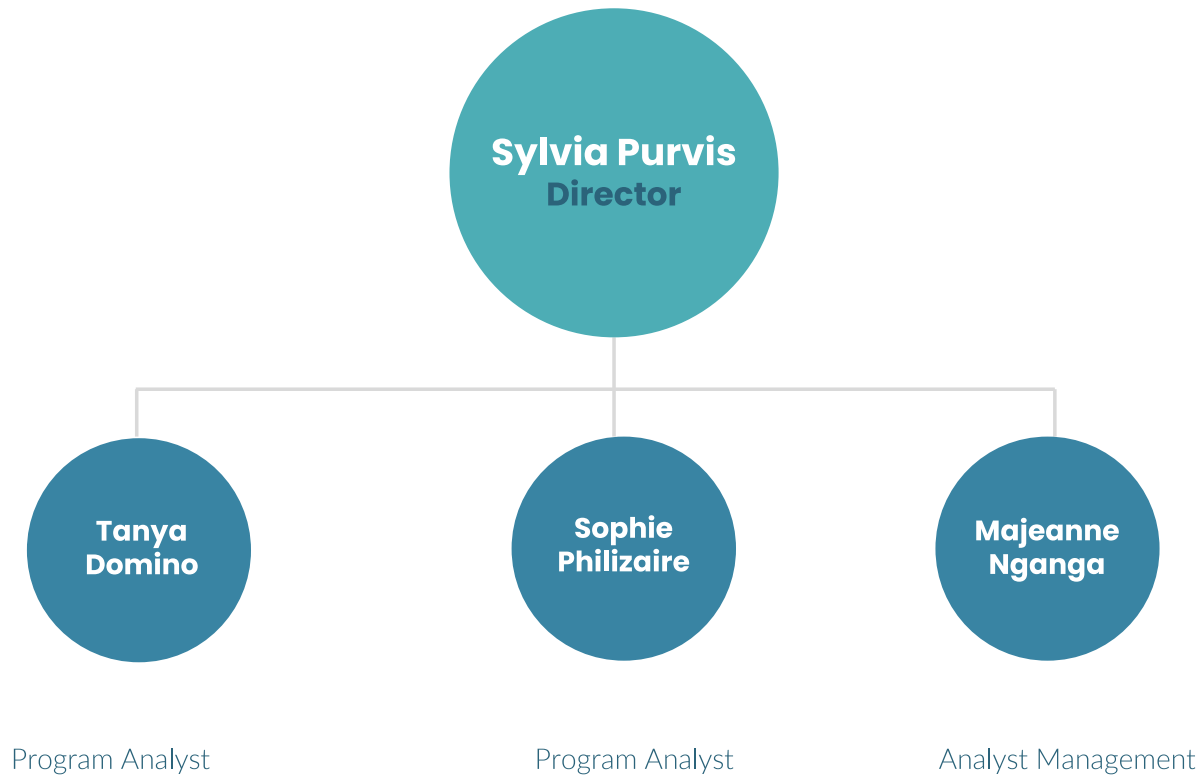 Sylvia Purvis
Director
Tanya
Domino
Sophie
Philizaire
Majeanne
Nganga
Program Analyst
Program Analyst
Analyst Management